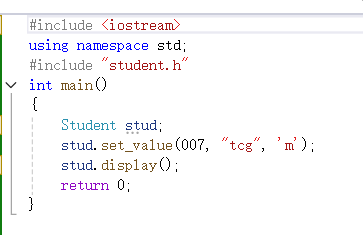 #include <iostream>
using namespace std;
#include "student.h"
int main()
{
Student stud;
stud.set_value(007, "tcg", 'm');
stud.display();
return 0;
}